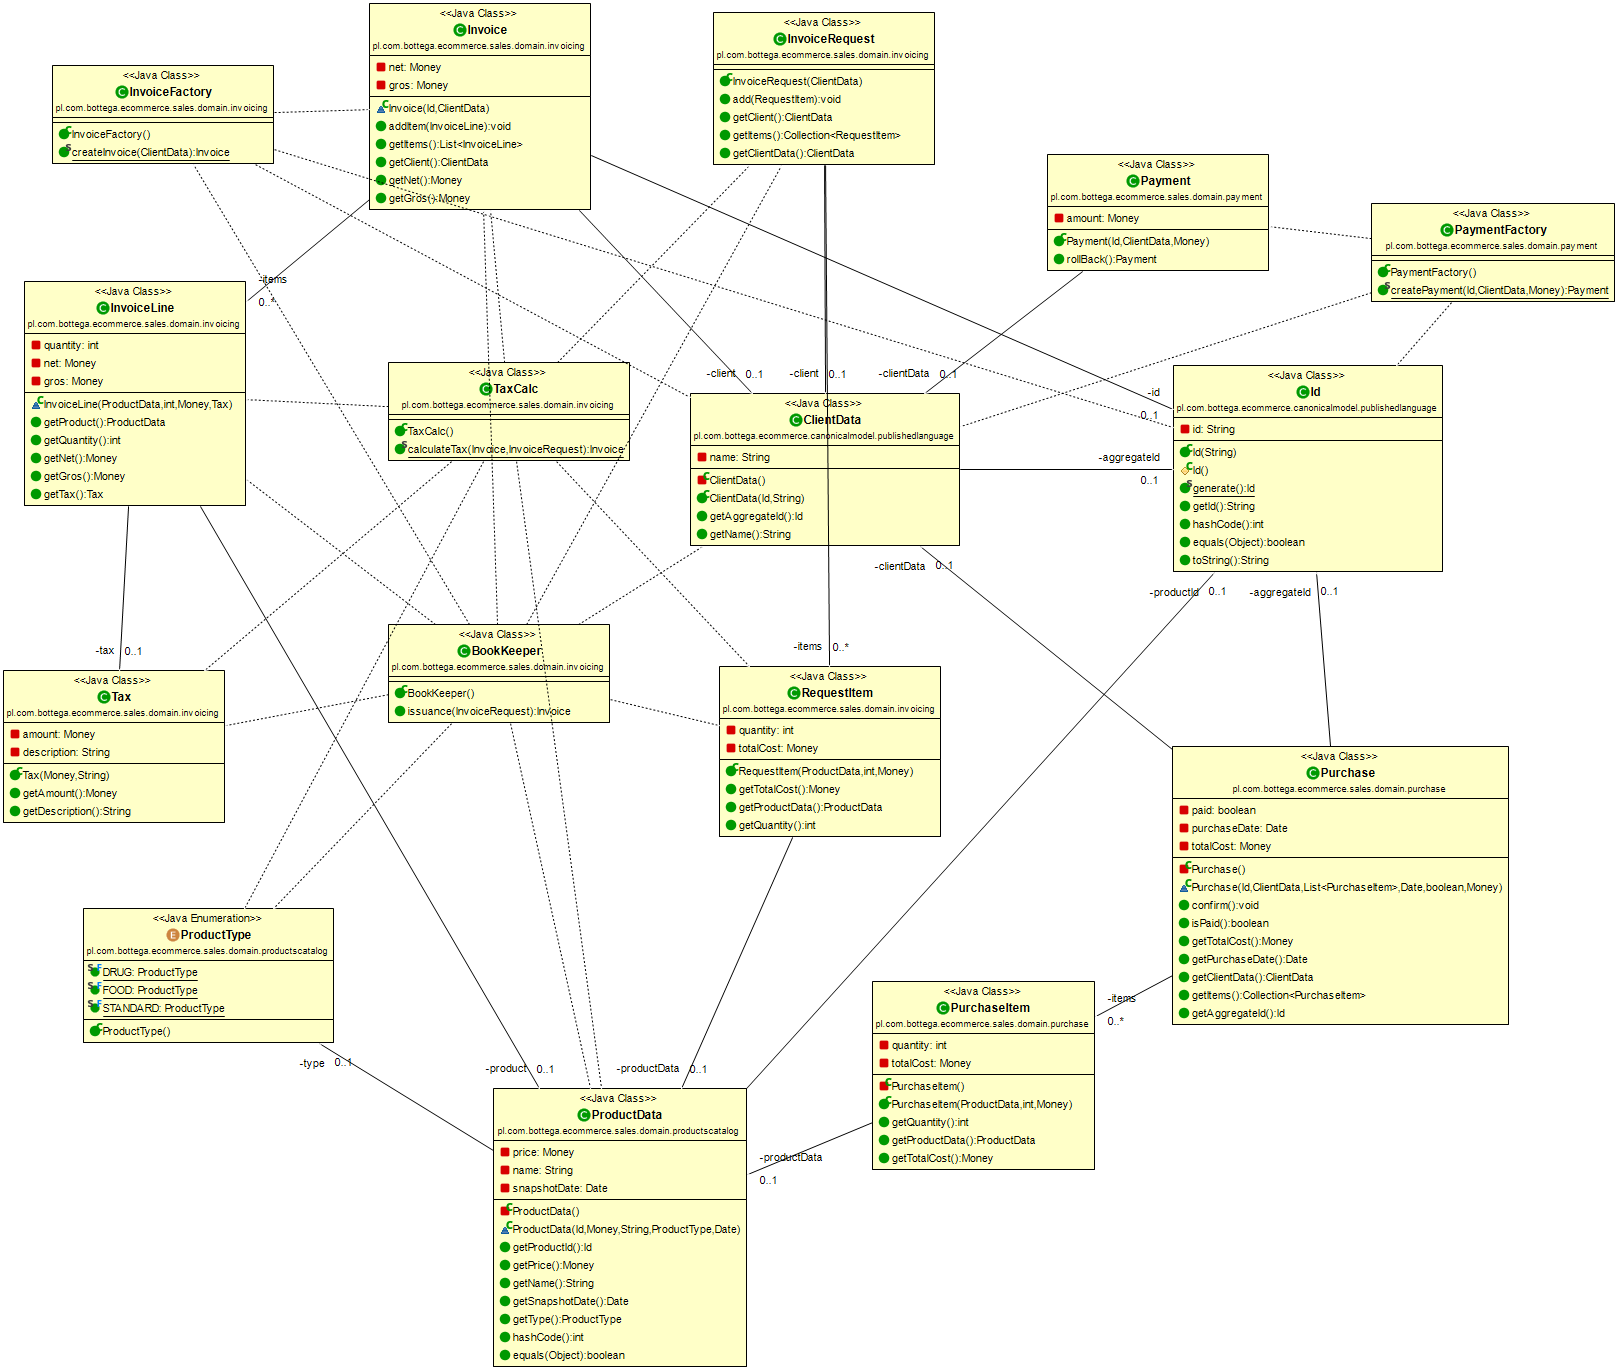 <<Java Class>>
Invoice
pl.com.bottega.ecommerce.sales.domain.invoicing
net: Money
gros: Money
Invoice(Id,ClientData)
addItem(InvoiceLine):void
getItems():List<InvoiceLine>
getClient():ClientData
getNet():Money
getGros():Money
<<Java Class>>
InvoiceRequest
pl.com.bottega.ecommerce.sales.domain.invoicing
InvoiceRequest(ClientData)
add(RequestItem):void
getClient():ClientData
getItems():Collection<RequestItem>
getClientData():ClientData
<<Java Class>>
InvoiceFactory
pl.com.bottega.ecommerce.sales.domain.invoicing
InvoiceFactory()
createInvoice(ClientData):Invoice
<<Java Class>>
Payment
pl.com.bottega.ecommerce.sales.domain.payment
amount: Money
Payment(Id,ClientData,Money)
rollBack():Payment
<<Java Class>>
PaymentFactory
pl.com.bottega.ecommerce.sales.domain.payment
PaymentFactory()
createPayment(Id,ClientData,Money):Payment
-items
0..*
<<Java Class>>
InvoiceLine
pl.com.bottega.ecommerce.sales.domain.invoicing
quantity: int
net: Money
gros: Money
InvoiceLine(ProductData,int,Money,Tax)
getProduct():ProductData
getQuantity():int
getNet():Money
getGros():Money
getTax():Tax
<<Java Class>>
TaxCalc
pl.com.bottega.ecommerce.sales.domain.invoicing
TaxCalc()
calculateTax(Invoice,InvoiceRequest):Invoice
-client 0..1
-client 0..1
-clientData 0..1
<<Java Class>>
ClientData
pl.com.bottega.ecommerce.canonicalmodel.publishedlanguage
name: String
ClientData()
ClientData(Id,String)
getAggregateId():Id
getName():String
-id
0..1
-aggregateId
0..1
<<Java Class>>
Id
pl.com.bottega.ecommerce.canonicalmodel.publishedlanguage
id: String
Id(String)
Id()
generate():Id
getId():String
hashCode():int
equals(Object):boolean
toString():String
-clientData 0..1
-productId 0..1
-aggregateId 0..1
-tax 0..1
-items 0..*
<<Java Class>>
BookKeeper
pl.com.bottega.ecommerce.sales.domain.invoicing
BookKeeper()
issuance(InvoiceRequest):Invoice
<<Java Class>>
Tax
pl.com.bottega.ecommerce.sales.domain.invoicing
amount: Money
description: String
Tax(Money,String)
getAmount():Money
getDescription():String
<<Java Class>>
RequestItem
pl.com.bottega.ecommerce.sales.domain.invoicing
quantity: int
totalCost: Money
RequestItem(ProductData,int,Money)
getTotalCost():Money
getProductData():ProductData
getQuantity():int
<<Java Class>>
Purchase
pl.com.bottega.ecommerce.sales.domain.purchase
paid: boolean
purchaseDate: Date
totalCost: Money
Purchase()
Purchase(Id,ClientData,List<PurchaseItem>,Date,boolean,Money)
confirm():void
isPaid():boolean
getTotalCost():Money
getPurchaseDate():Date
getClientData():ClientData
getItems():Collection<PurchaseItem>
getAggregateId():Id
<<Java Enumeration>>
ProductType
pl.com.bottega.ecommerce.sales.domain.productscatalog
DRUG: ProductType
FOOD: ProductType
STANDARD: ProductType
ProductType()
-type 0..1
-items
0..*
<<Java Class>>
PurchaseItem
pl.com.bottega.ecommerce.sales.domain.purchase
quantity: int
totalCost: Money
PurchaseItem()
PurchaseItem(ProductData,int,Money)
getQuantity():int
getProductData():ProductData
getTotalCost():Money
-product 0..1
-productData 0..1
-productData
0..1
<<Java Class>>
ProductData
pl.com.bottega.ecommerce.sales.domain.productscatalog
price: Money
name: String
snapshotDate: Date
ProductData()
ProductData(Id,Money,String,ProductType,Date)
getProductId():Id
getPrice():Money
getName():String
getSnapshotDate():Date
getType():ProductType
hashCode():int
equals(Object):boolean